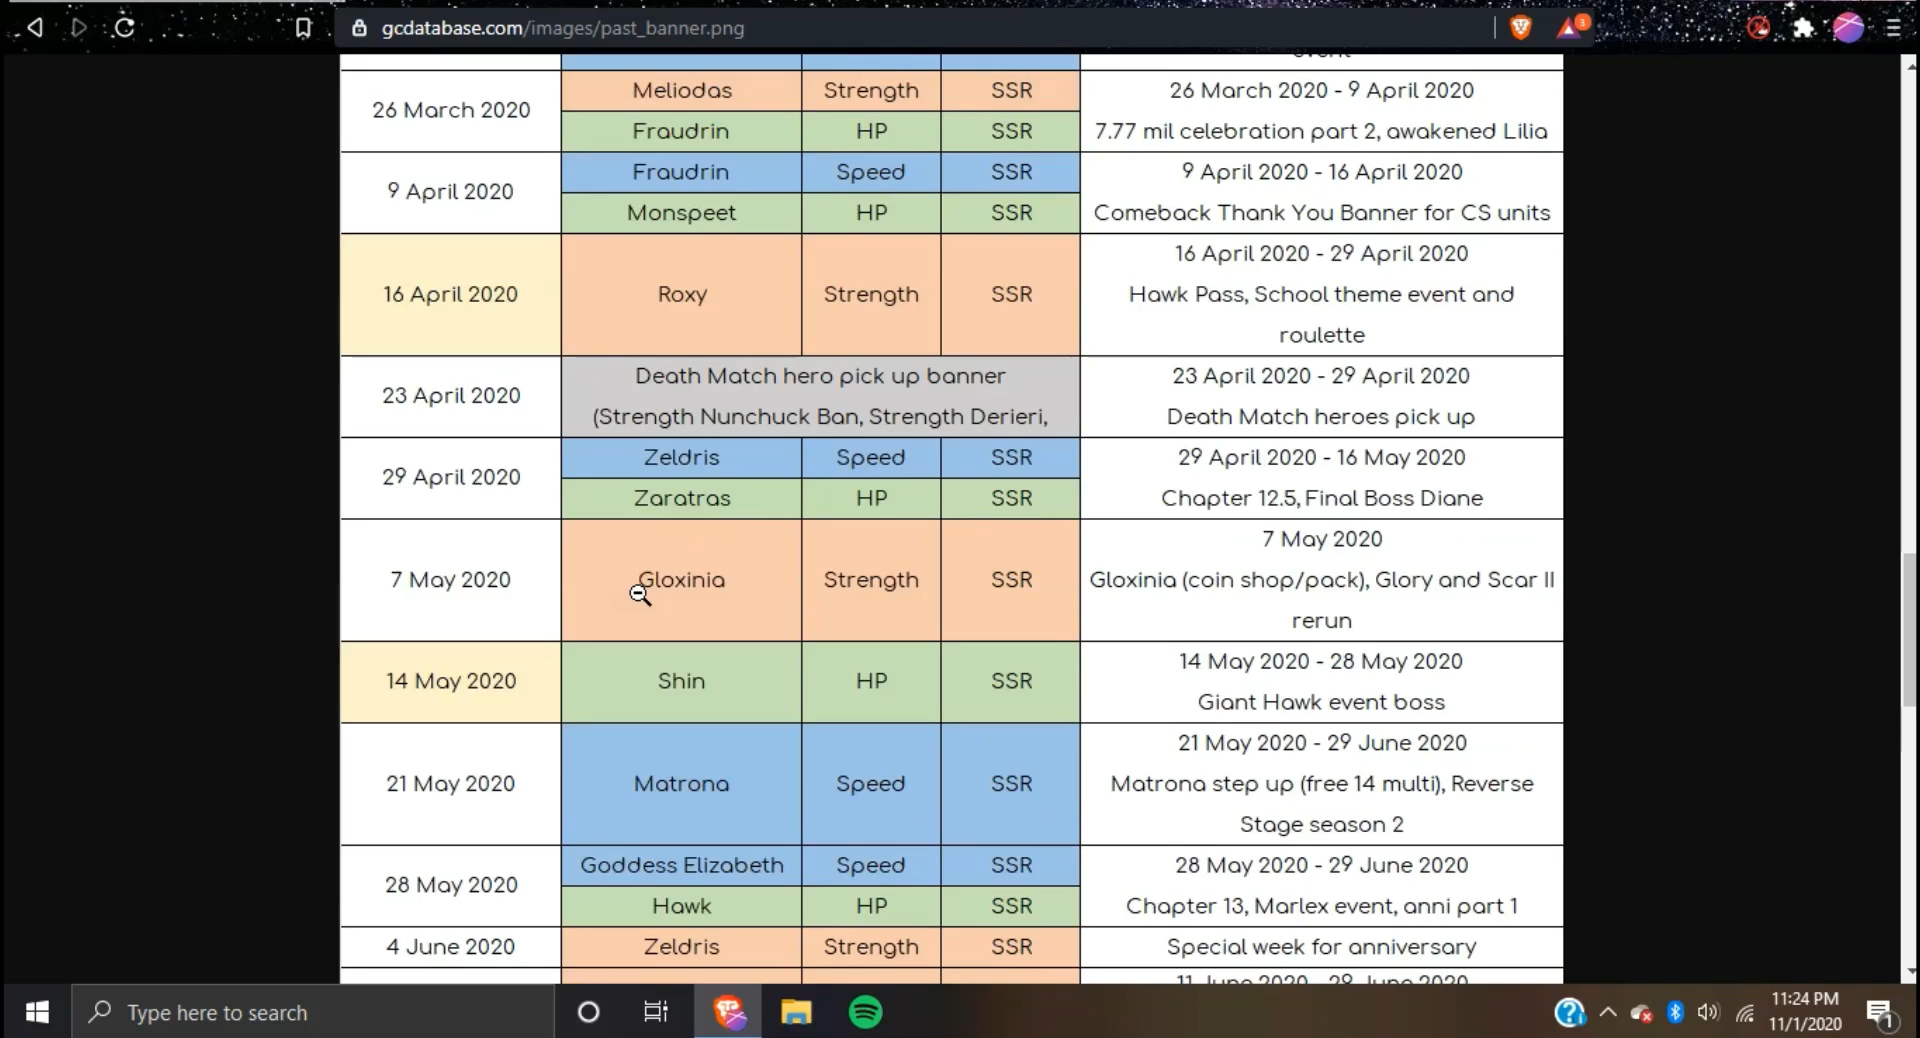 gcdatabase.com/images/past_banner.png
3
event
26 March 2020
Meliodas Strength SSR
Fraudrin HP SSR
26 March 2020 - 9 April 2020
7.77 mil celebration part 2, awakened Lilia
9 April 2020
Fraudrin Speed SSR
Monspeet HP SSR
9 April 2020 - 16 April 2020
Comeback Thank You Banner for CS units
16 April 2020
Roxy Strength SSR
16 April 2020 - 29 April 2020
Hawk Pass, School theme event and
roulette
23 April 2020
Death Match hero pick up banner
(Strength Nunchuck Ban, Strength Derieri,
23 April 2020 - 29 April 2020
Death Match heroes pick up
29 April 2020
Zeldris Speed SSR
Zaratras HP SSR
29 April 2020 - 16 May 2020
Chapter 12.5, Final Boss Diane
7 May 2020
Gloxinia Strength SSR
7 May 2020
Gloxinia (coin shop/pack), Glory and Scar II
rerun
14 May 2020
Shin HP SSR
14 May 2020 - 28 May 2020
Giant Hawk event boss
21 May 2020
Matrona Speed SSR
21 May 2020 - 29 June 2020
Matrona step up (free 14 multi), Reverse
Stage season 2
28 May 2020
Goddess Elizabeth Speed SSR
Hawk HP SSR
28 May 2020 - 29 June 2020
Chapter 13, Marlex event, anni part 1
4 June 2020
Zeldris Strength SSR
Special week for anniversary
11 June 2020 - 29 June 2020
Type here to search
11:24 PM
11/1/2020
1